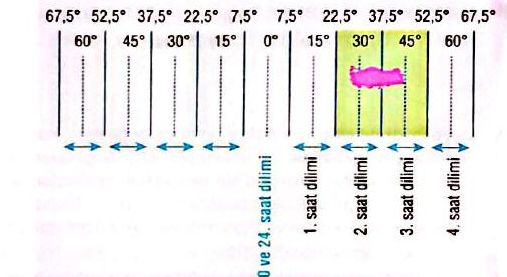 67,5° 52,5° 37,5° 22,5° 7,5° 7,5° 22,5° 37,5° 52,5° 67,5°
60° 45° 30° 15° 0° 15° 30° 45° 60°
0 ve 24. saat dilimi
1. saat dilimi
2. saat dilimi
3. saat dilimi
4. saat dilimi